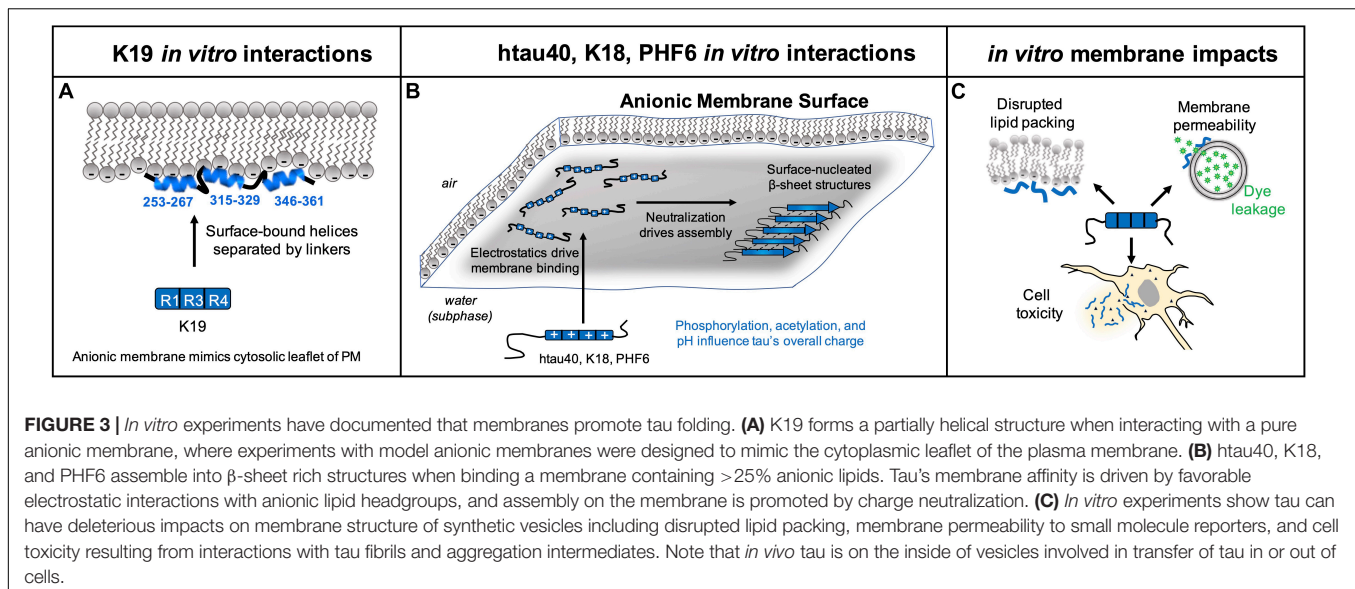 K19 in vitro interactions
htau40, K18, PHF6 in vitro interactions
in vitro membrane impacts
A
253-267
315-329
346-361
Surface-bound helices
separated by linkers
R1 R3 R4
K19
Anionic membrane mimics cytosolic leaflet of PM
B
Anionic Membrane Surface
air
Surface-nucleated
β-sheet structures
Neutralization
drives assembly
Electrostatics drive
membrane binding
water
(subphase)
+ + + +
htau40, K18, PHF6
Phosphorylation, acetylation, and
pH influence tau's overall charge
C
Disrupted
lipid packing
Membrane
permeability
Dye
leakage
Cell
toxicity
FIGURE 3 | In vitro experiments have documented that membranes promote tau folding. (A) K19 forms a partially helical structure when interacting with a pure
anionic membrane, where experiments with model anionic membranes were designed to mimic the cytoplasmic leaflet of the plasma membrane. (B) htau40, K18,
and PHF6 assemble into β-sheet rich structures when binding a membrane containing >25% anionic lipids. Tau's membrane affinity is driven by favorable
electrostatic interactions with anionic lipid headgroups, and assembly on the membrane is promoted by charge neutralization. (C) In vitro experiments show tau can
have deleterious impacts on membrane structure of synthetic vesicles including disrupted lipid packing, membrane permeability to small molecule reporters, and cell
toxicity resulting from interactions with tau fibrils and aggregation intermediates. Note that in vivo tau is on the inside of vesicles involved in transfer of tau in or out of
cells.